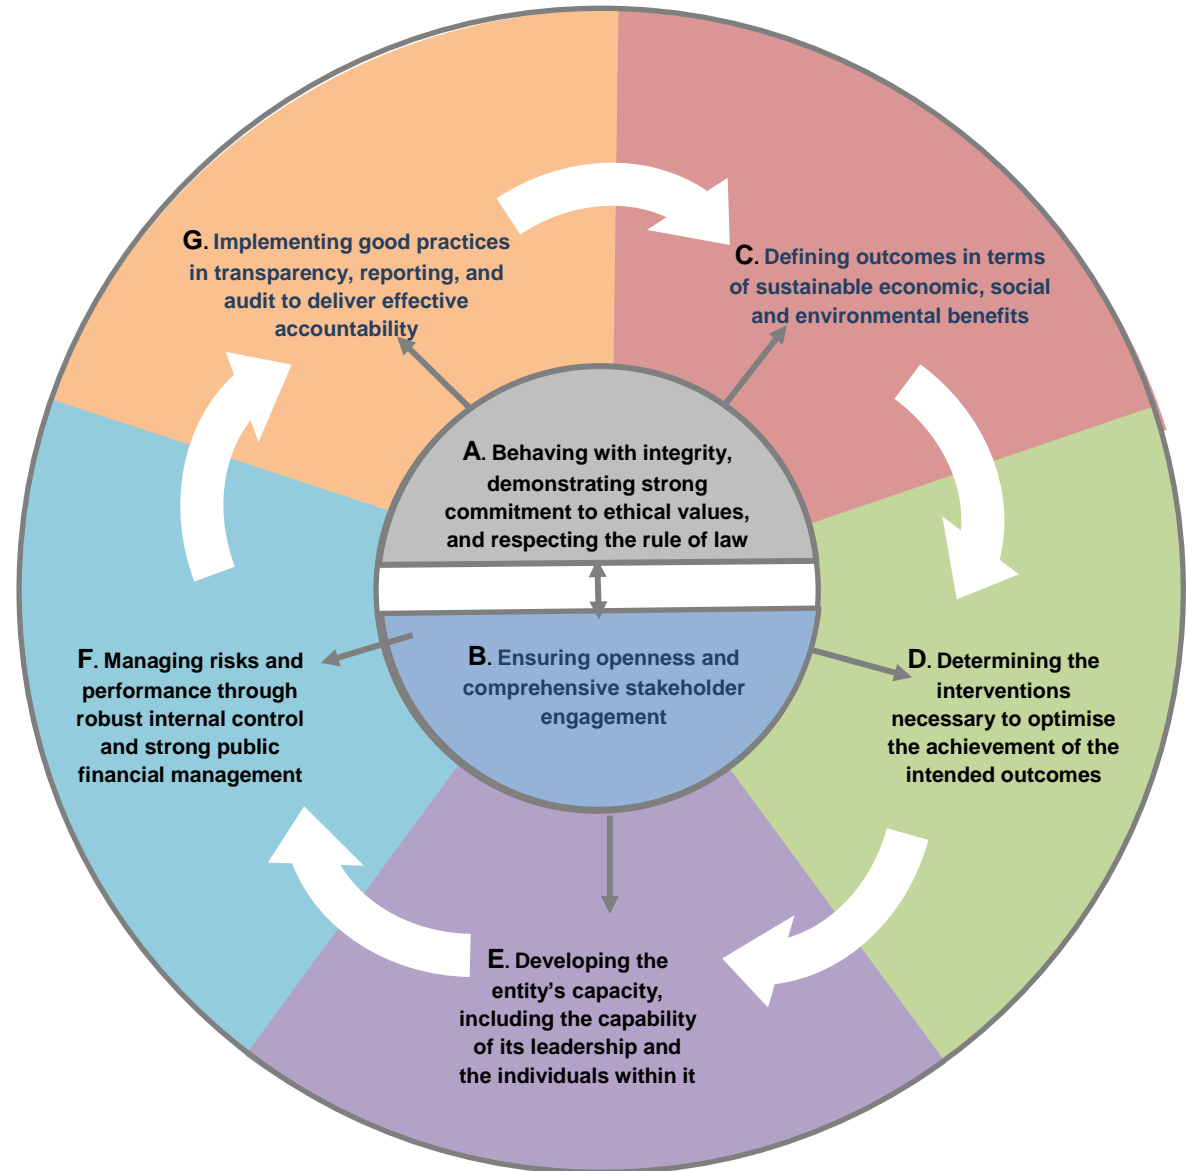 G. Implementing good practices
in transparency, reporting, and
audit to deliver effective
accountability
C. Defining outcomes in terms
of sustainable economic, social
and environmental benefits
A. Behaving with integrity,
demonstrating strong
commitment to ethical values,
and respecting the rule of law
B. Ensuring openness and
comprehensive stakeholder
engagement
F. Managing risks and
performance through
robust internal control
and strong public
financial management
D. Determining the
interventions
necessary to optimise
the achievement of the
intended outcomes
E. Developing the
entity’s capacity,
including the capability
of its leadership and
the individuals within it